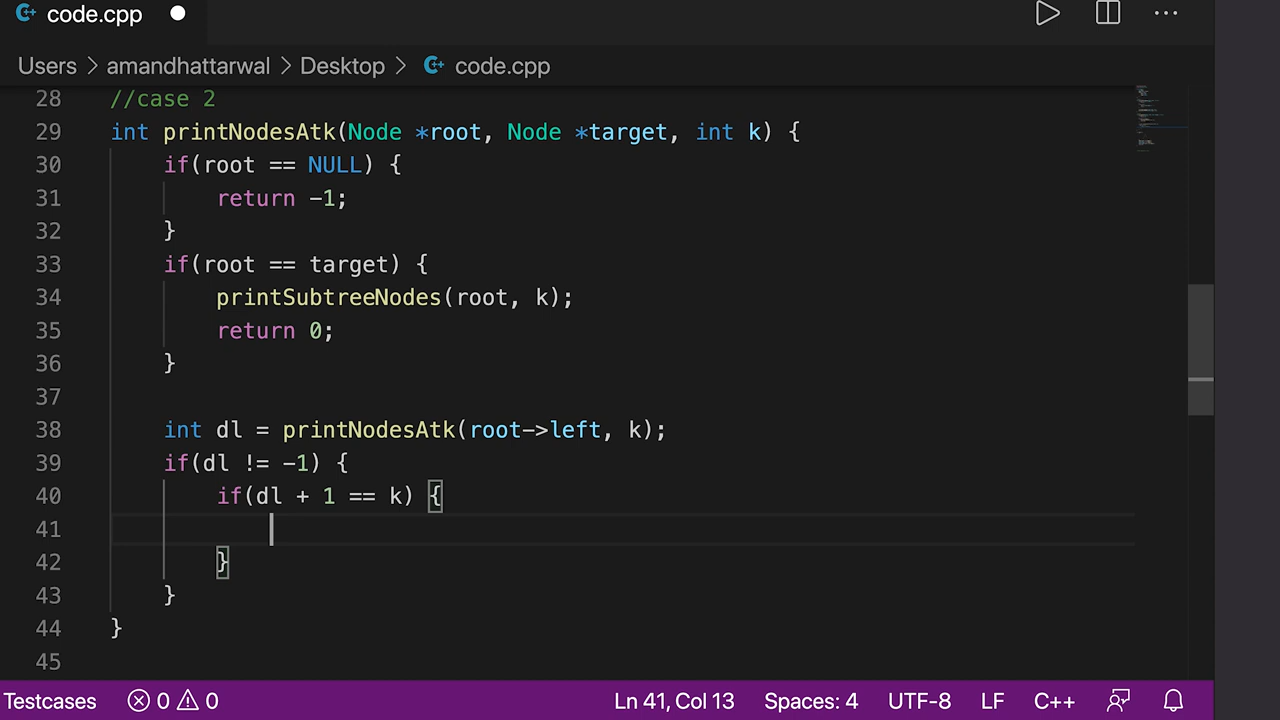 code.cpp
Users > amandhattarwal > Desktop > code.cpp
28 //case 2
29 int printNodesAtk(Node *root, Node *target, int k) {
30 if(root == NULL) {
31 return -1;
32 }
33 if(root == target) {
34 printSubtreeNodes(root, k);
35 return 0;
36 }
37
38 int dl = printNodesAtk(root->left, k);
39 if(dl != -1) {
40 if(dl + 1 == k) {
41
42 }
43 }
44 }
45
Testcases 0 0 Ln 41, Col 13 Spaces: 4 UTF-8 LF C++